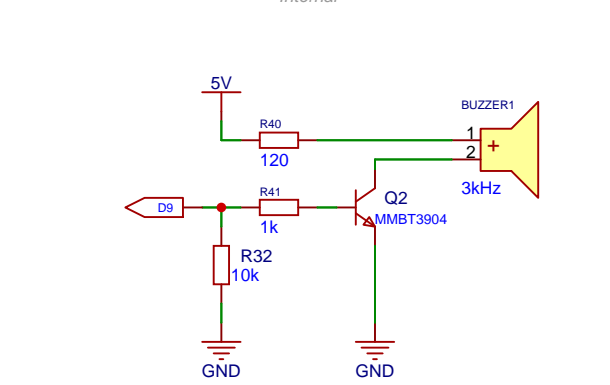 5V
R40
120
BUZZER1
1
2
+
3kHz
D9
R41
1k
Q2
MMBT3904
R32
10k
GND
GND